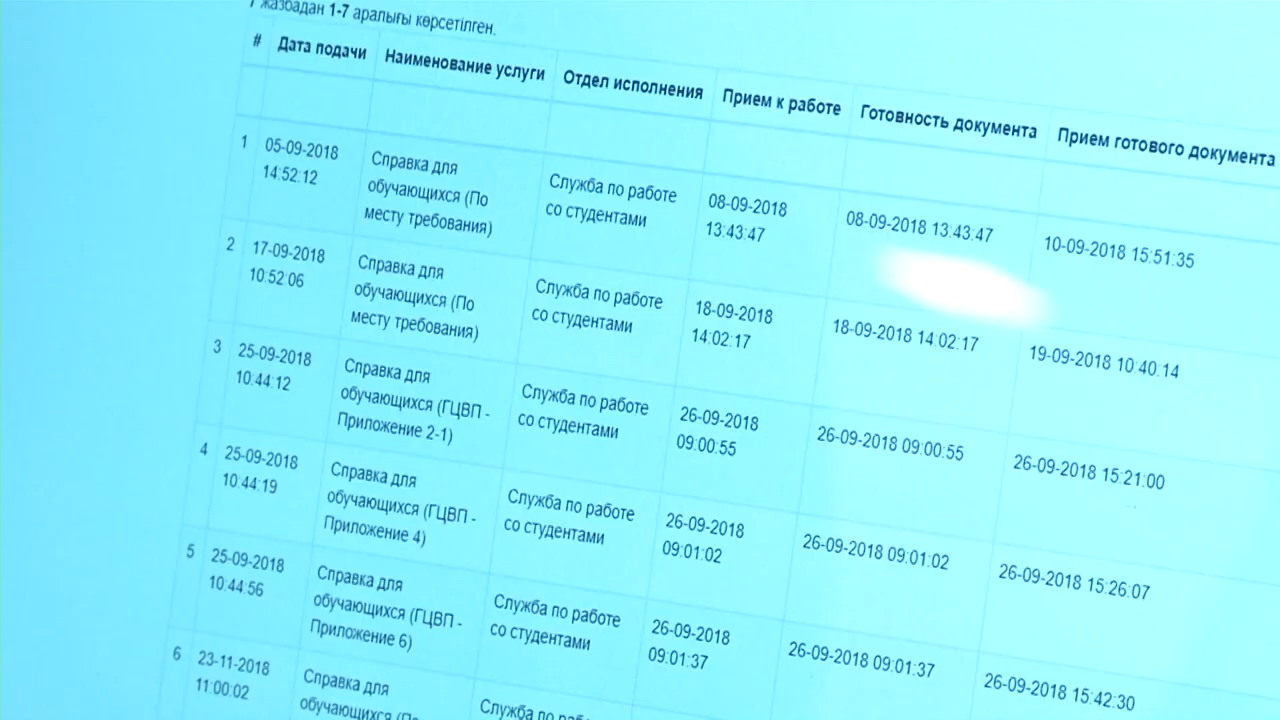 7 жазбадан 1-7 аралығы көрсетілген.
# Дата подачи Наименование услуги Отдел исполнения Прием к работе Готовность документа Прием готового документа
1 05-09-2018 14:52:12 Справка для обучающихся (По месту требования) Служба по работе со студентами 08-09-2018 13:43:47 08-09-2018 13:43:47 10-09-2018 15:51:35
2 17-09-2018 10:52:06 Справка для обучающихся (По месту требования) Служба по работе со студентами 18-09-2018 14:02:17 18-09-2018 14:02:17 19-09-2018 10:40:14
3 25-09-2018 10:44:12 Справка для обучающихся (ГЦВП - Приложение 2-1) Служба по работе со студентами 26-09-2018 09:00:55 26-09-2018 09:00:55 26-09-2018 15:21:00
4 25-09-2018 10:44:19 Справка для обучающихся (ГЦВП - Приложение 4) Служба по работе со студентами 26-09-2018 09:01:02 26-09-2018 09:01:02 26-09-2018 15:26:07
5 25-09-2018 10:44:56 Справка для обучающихся (ГЦВП - Приложение 6) Служба по работе со студентами 26-09-2018 09:01:37 26-09-2018 09:01:37 26-09-2018 15:42:30
6 23-11-2018 11:00:02 Справка для обучающихся (По Служба по работе